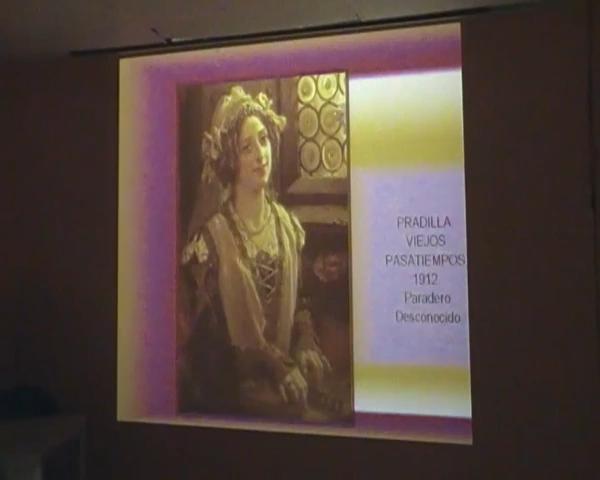 PRADILLA
VIEJOS
PASATIEMPOS
1912
Paradero
Desconocido